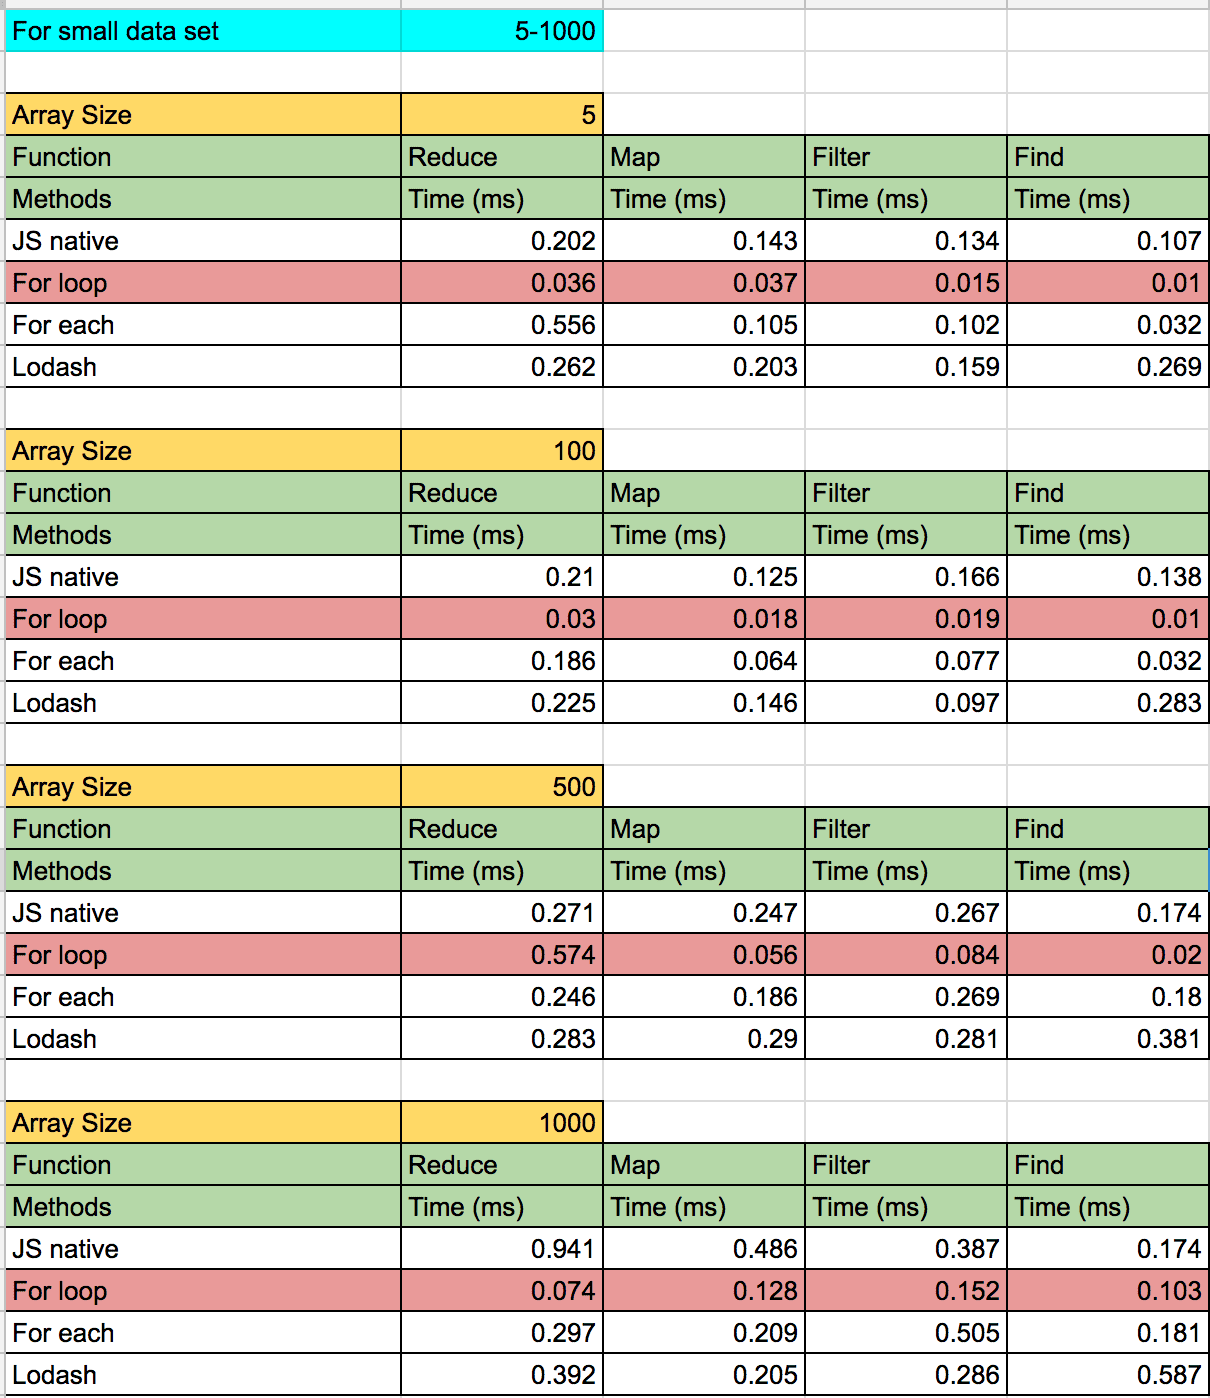 For small data set 5-1000
Array Size 5
Function Reduce Map Filter Find
Methods Time (ms) Time (ms) Time (ms) Time (ms)
JS native 0.202 0.143 0.134 0.107
For loop 0.036 0.037 0.015 0.01
For each 0.556 0.105 0.102 0.032
Lodash 0.262 0.203 0.159 0.269
Array Size 100
Function Reduce Map Filter Find
Methods Time (ms) Time (ms) Time (ms) Time (ms)
JS native 0.21 0.125 0.166 0.138
For loop 0.03 0.018 0.019 0.01
For each 0.186 0.064 0.077 0.032
Lodash 0.225 0.146 0.097 0.283
Array Size 500
Function Reduce Map Filter Find
Methods Time (ms) Time (ms) Time (ms) Time (ms)
JS native 0.271 0.247 0.267 0.174
For loop 0.574 0.056 0.084 0.02
For each 0.246 0.186 0.269 0.18
Lodash 0.283 0.29 0.281 0.381
Array Size 1000
Function Reduce Map Filter Find
Methods Time (ms) Time (ms) Time (ms) Time (ms)
JS native 0.941 0.486 0.387 0.174
For loop 0.074 0.128 0.152 0.103
For each 0.297 0.209 0.505 0.181
Lodash 0.392 0.205 0.286 0.587